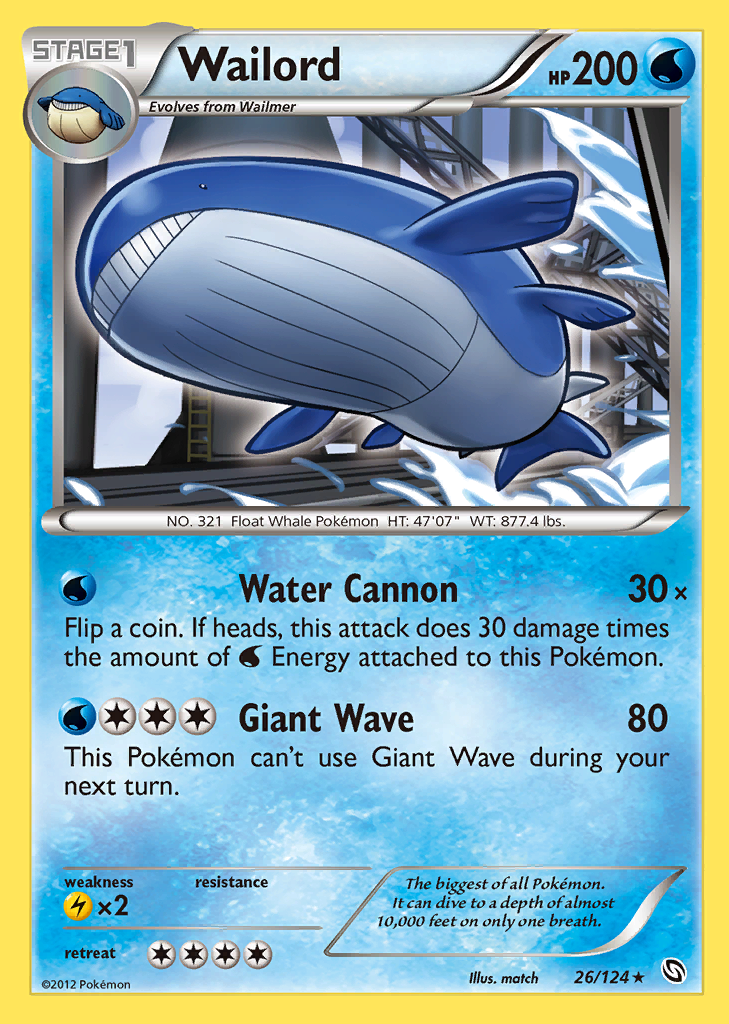 STAGE1
Wailord
HP 200
Evolves from Wailmer
NO. 321 Float Whale Pokémon HT: 47'07" WT: 877.4 lbs.
Water Cannon 30×
Flip a coin. If heads, this attack does 30 damage times
the amount of Energy attached to this Pokémon.
Giant Wave 80
This Pokémon can't use Giant Wave during your
next turn.
weakness resistance
×2
The biggest of all Pokémon.
It can dive to a depth of almost
10,000 feet on only one breath.
retreat
©2012 Pokémon
Illus. match 26/124★